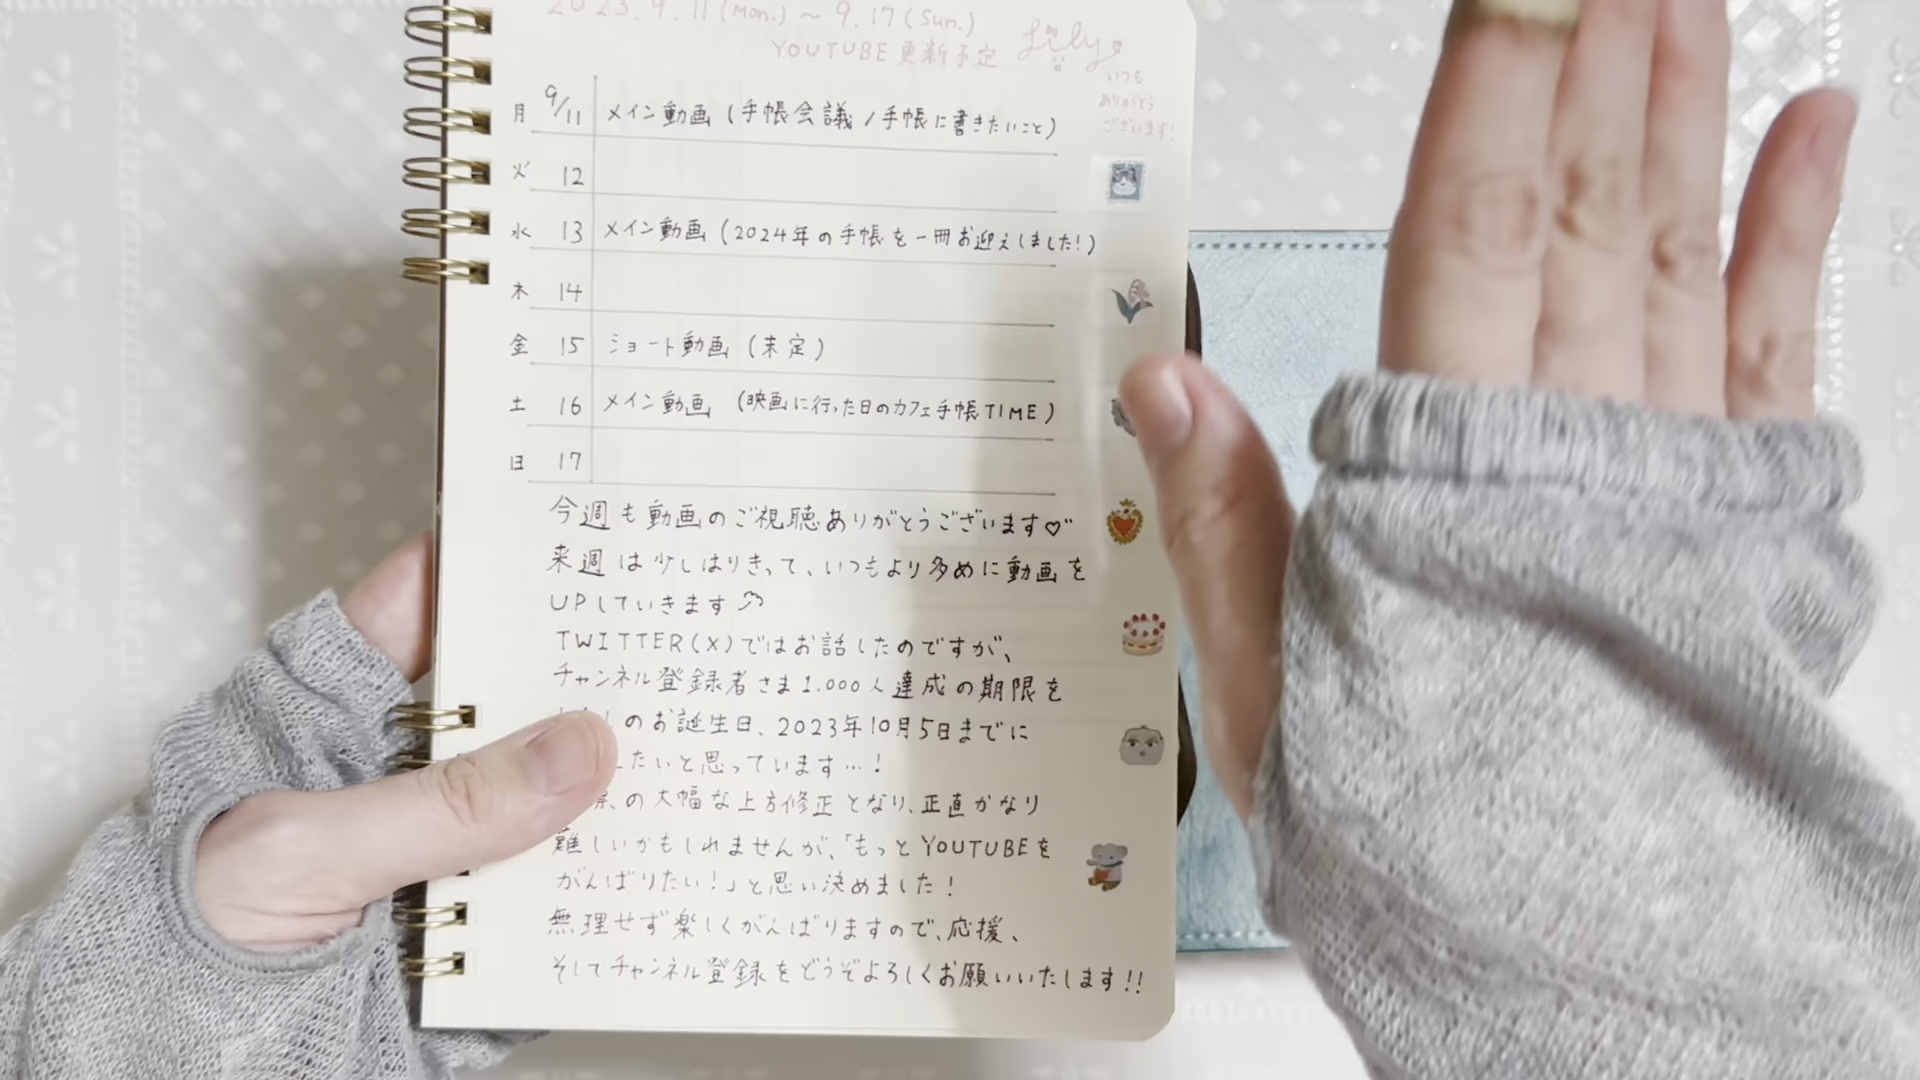 2023.9.11(Mon.)～9.17(Sun.)
YOUTUBE更新予定 Lily
いつも
ありがとう
ございます!
月 9/11 メイン動画(手帳会議/手帳に書きたいこと)
火 12
水 13 メイン動画(2024年の手帳を一冊お迎えしました!)
木 14
金 15 ショート動画(未定)
土 16 メイン動画 (映画に行った日のカフェ手帳TIME)
日 17
今週も動画のご視聴ありがとうございます♡
来週は少しはりきって、いつもより多めに動画を
UPしていきます
TWITTER(X)ではお話したのですが、
チャンネル登録者さま1.000人達成の期限を
のお誕生日、2023年10月5日までに
たいと思っています…!
の大幅な上方修正となり、正直かなり
難しいかもしれませんが、「もっとYOUTUBEを
がんばりたい!」と思い決めました!
無理せず楽しくがんばりますので、応援、
そしてチャンネル登録をどうぞよろしくお願いいたします!!